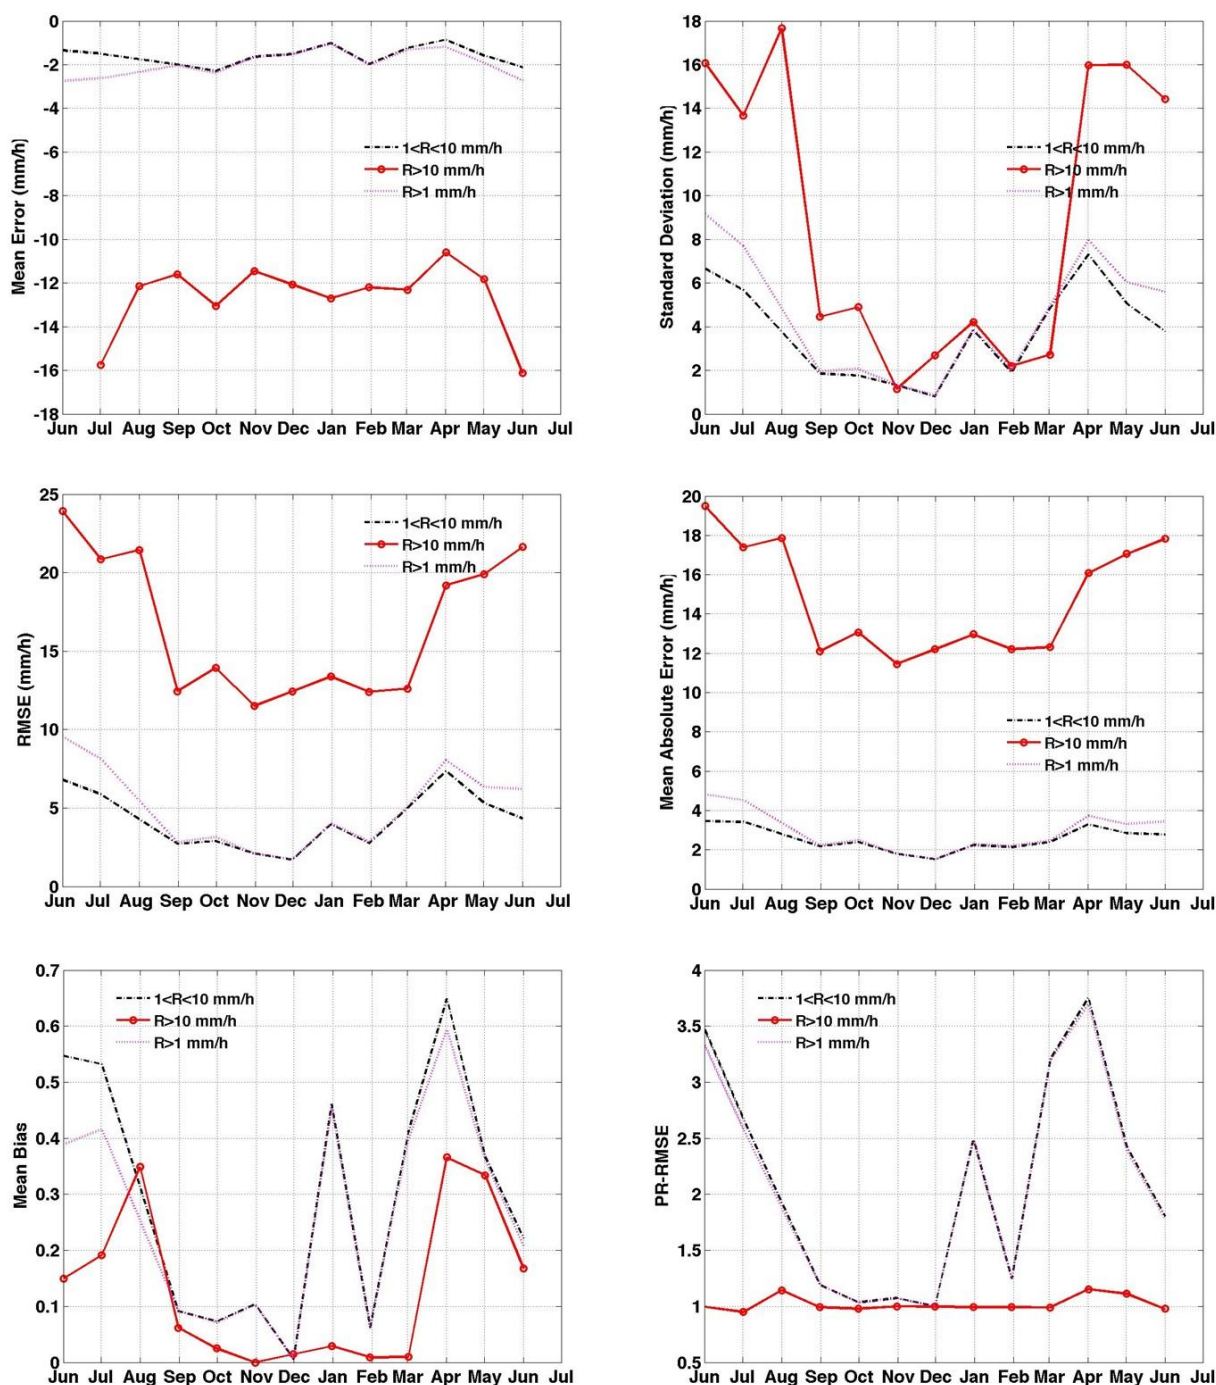 0
-2
-4
-6
-8
-10
-12
-14
-16
-18
Mean Error (mm/h)
1<R<10 mm/h
R>10 mm/h
R>1 mm/h
Jun Jul Aug Sep Oct Nov Dec Jan Feb Mar Apr May Jun Jul
18
16
14
12
10
8
6
4
2
0
Standard Deviation (mm/h)
1<R<10 mm/h
R>10 mm/h
R>1 mm/h
Jun Jul Aug Sep Oct Nov Dec Jan Feb Mar Apr May Jun Jul
25
20
15
10
5
0
RMSE (mm/h)
1<R<10 mm/h
R>10 mm/h
R>1 mm/h
Jun Jul Aug Sep Oct Nov Dec Jan Feb Mar Apr May Jun Jul
20
18
16
14
12
10
8
6
4
2
0
Mean Absolute Error (mm/h)
1<R<10 mm/h
R>10 mm/h
R>1 mm/h
Jun Jul Aug Sep Oct Nov Dec Jan Feb Mar Apr May Jun Jul
0.7
0.6
0.5
0.4
0.3
0.2
0.1
0
Mean Bias
1<R<10 mm/h
R>10 mm/h
R>1 mm/h
Jun Jul Aug Sep Oct Nov Dec Jan Feb Mar Apr May Jun Jul
4
3.5
3
2.5
2
1.5
1
0.5
PR-RMSE
1<R<10 mm/h
R>10 mm/h
R>1 mm/h
Jun Jul Aug Sep Oct Nov Dec Jan Feb Mar Apr May Jun Jul